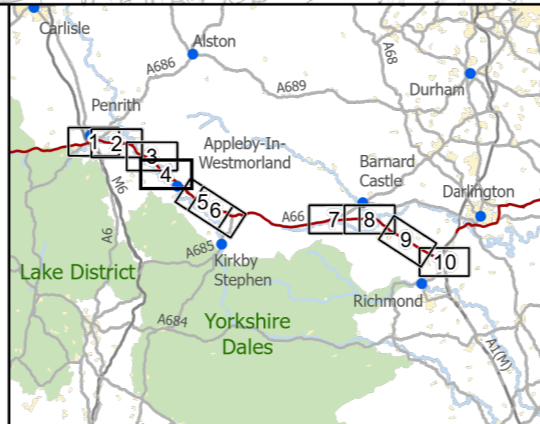 Carlisle
Alston
A68
A686
A689
Durham
Penrith
Appleby-In-
Westmorland
Barnard
Castle
Darlington
1
2
3
4
5
6
7
8
9
10
M6
A66
A6
A685
Kirkby
Stephen
Lake District
Richmond
A684
Yorkshire
Dales
A1(M)